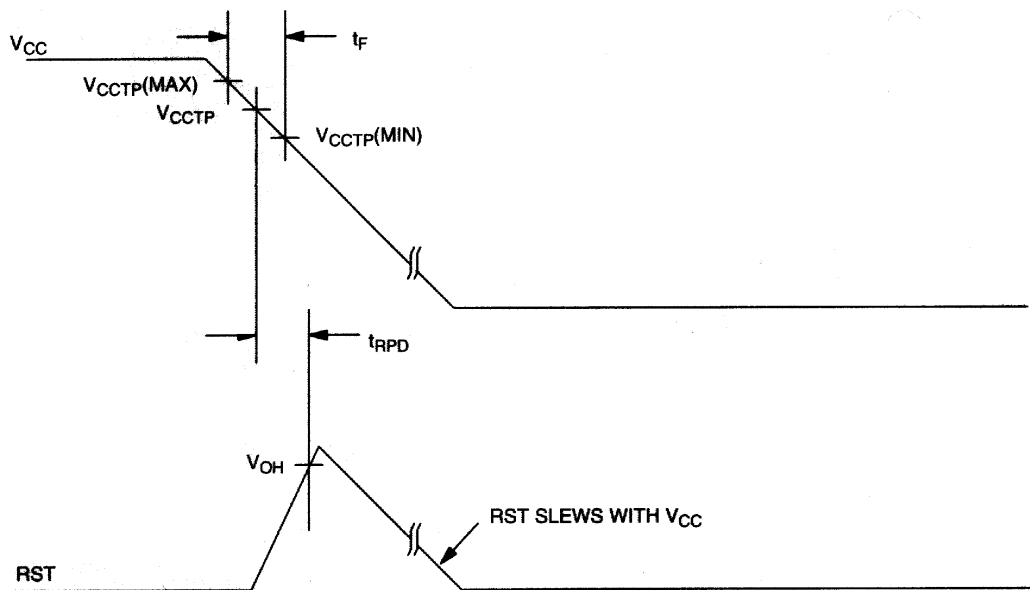 t_F
V_CC
V_CCTP(MAX)
V_CCTP
V_CCTP(MIN)
t_RPD
V_OH
RST SLEWS WITH V_CC
RST